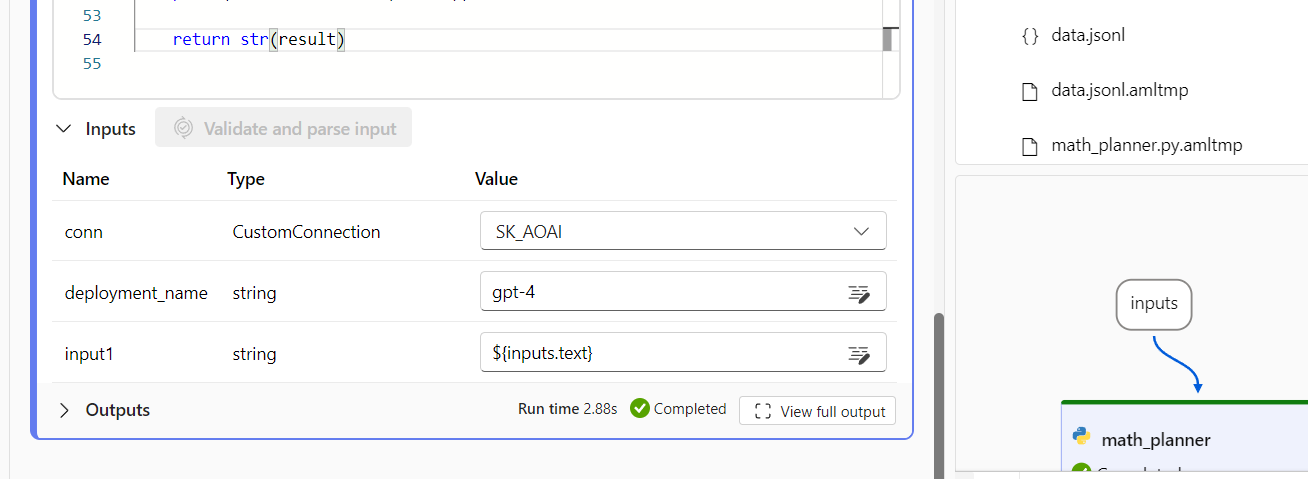 53
54 return str(result)
55
Inputs Validate and parse input
Name Type Value
conn CustomConnection SK_AOAI
deployment_name string gpt-4
input1 string ${inputs.text}
Outputs Run time 2.88s Completed View full output
{} data.jsonl
data.jsonl.amltmp
math_planner.py.amltmp
inputs
math_planner